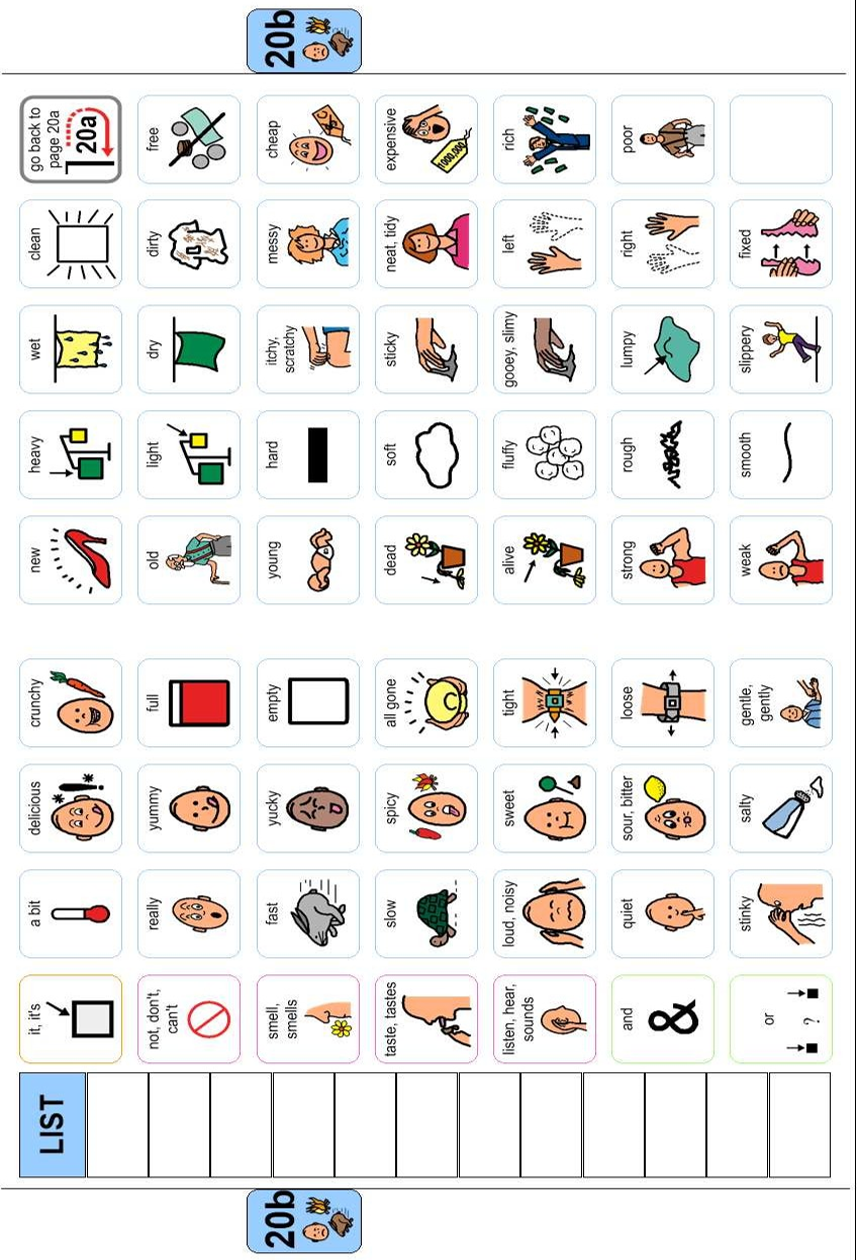 20b
LIST
it, it's
a bit
delicious
crunchy
new
heavy
wet
clean
go back to
page 20a
20a
not, don't,
can't
really
yummy
full
old
light
dry
dirty
free
smell,
smells
fast
yucky
empty
young
hard
itchy,
scratchy
messy
cheap
20b
taste, tastes
slow
spicy
all gone
dead
soft
sticky
neat, tidy
expensive
1000,000
listen, hear,
sounds
loud, noisy
sweet
tight
alive
fluffy
gooey, slimy
left
rich
and
&
quiet
sour, bitter
loose
strong
rough
lumpy
right
poor
or
?
stinky
salty
gentle,
gently
weak
smooth
slippery
fixed